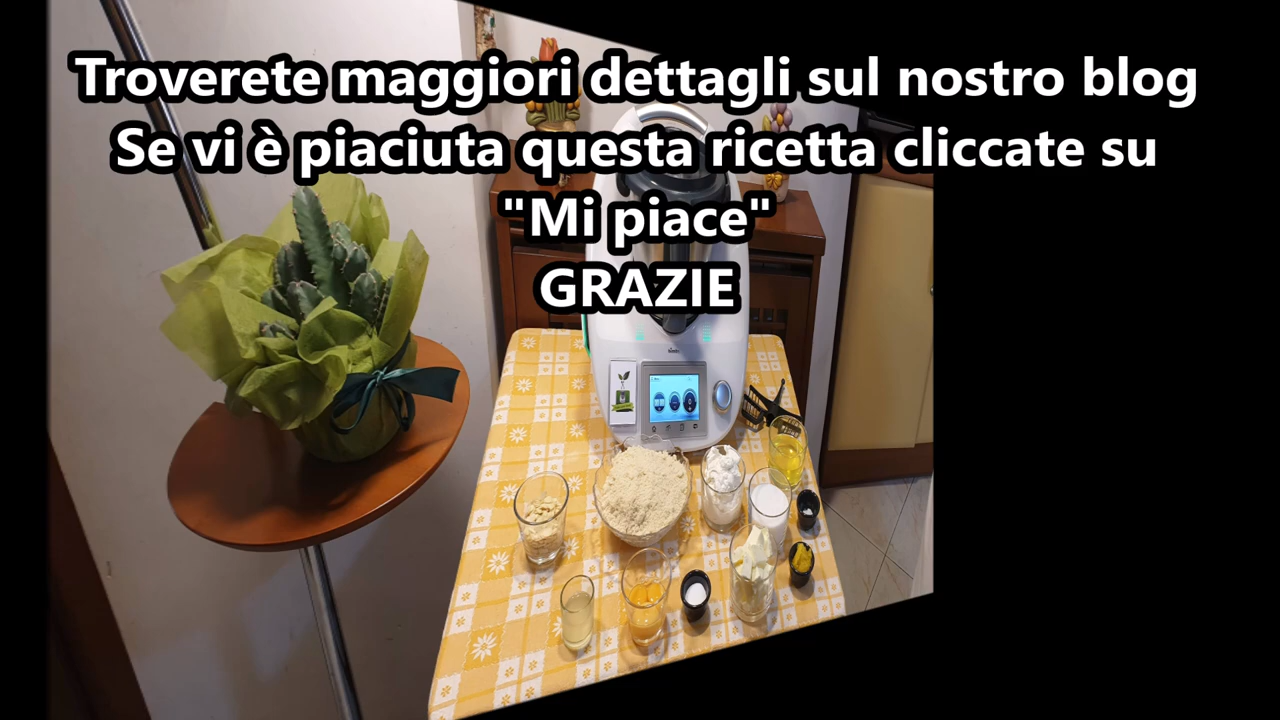 Troverete maggiori dettagli sul nostro blog
Se vi è piaciuta questa ricetta cliccate su
"Mi piace"
GRAZIE